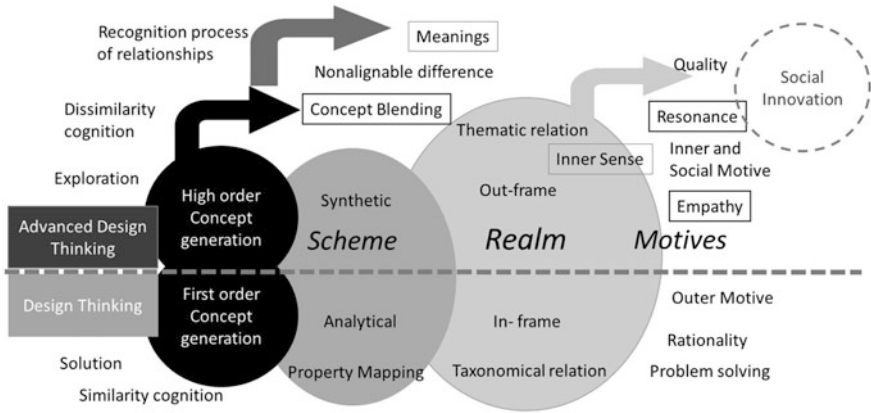 Recognition process
of relationships
Meanings
Nonalignable difference
Quality
Social
Innovation
Dissimilarity
cognition
Concept Blending
Resonance
Thematic relation
Inner Sense
Inner and
Social Motive
Exploration
High order
Concept
generation
Synthetic
Out-frame
Empathy
Advanced Design
Thinking
Scheme
Realm
Motives
Design Thinking
First order
Concept
generation
Analytical
In- frame
Outer Motive
Rationality
Solution
Property Mapping
Taxonomical relation
Problem solving
Similarity cognition